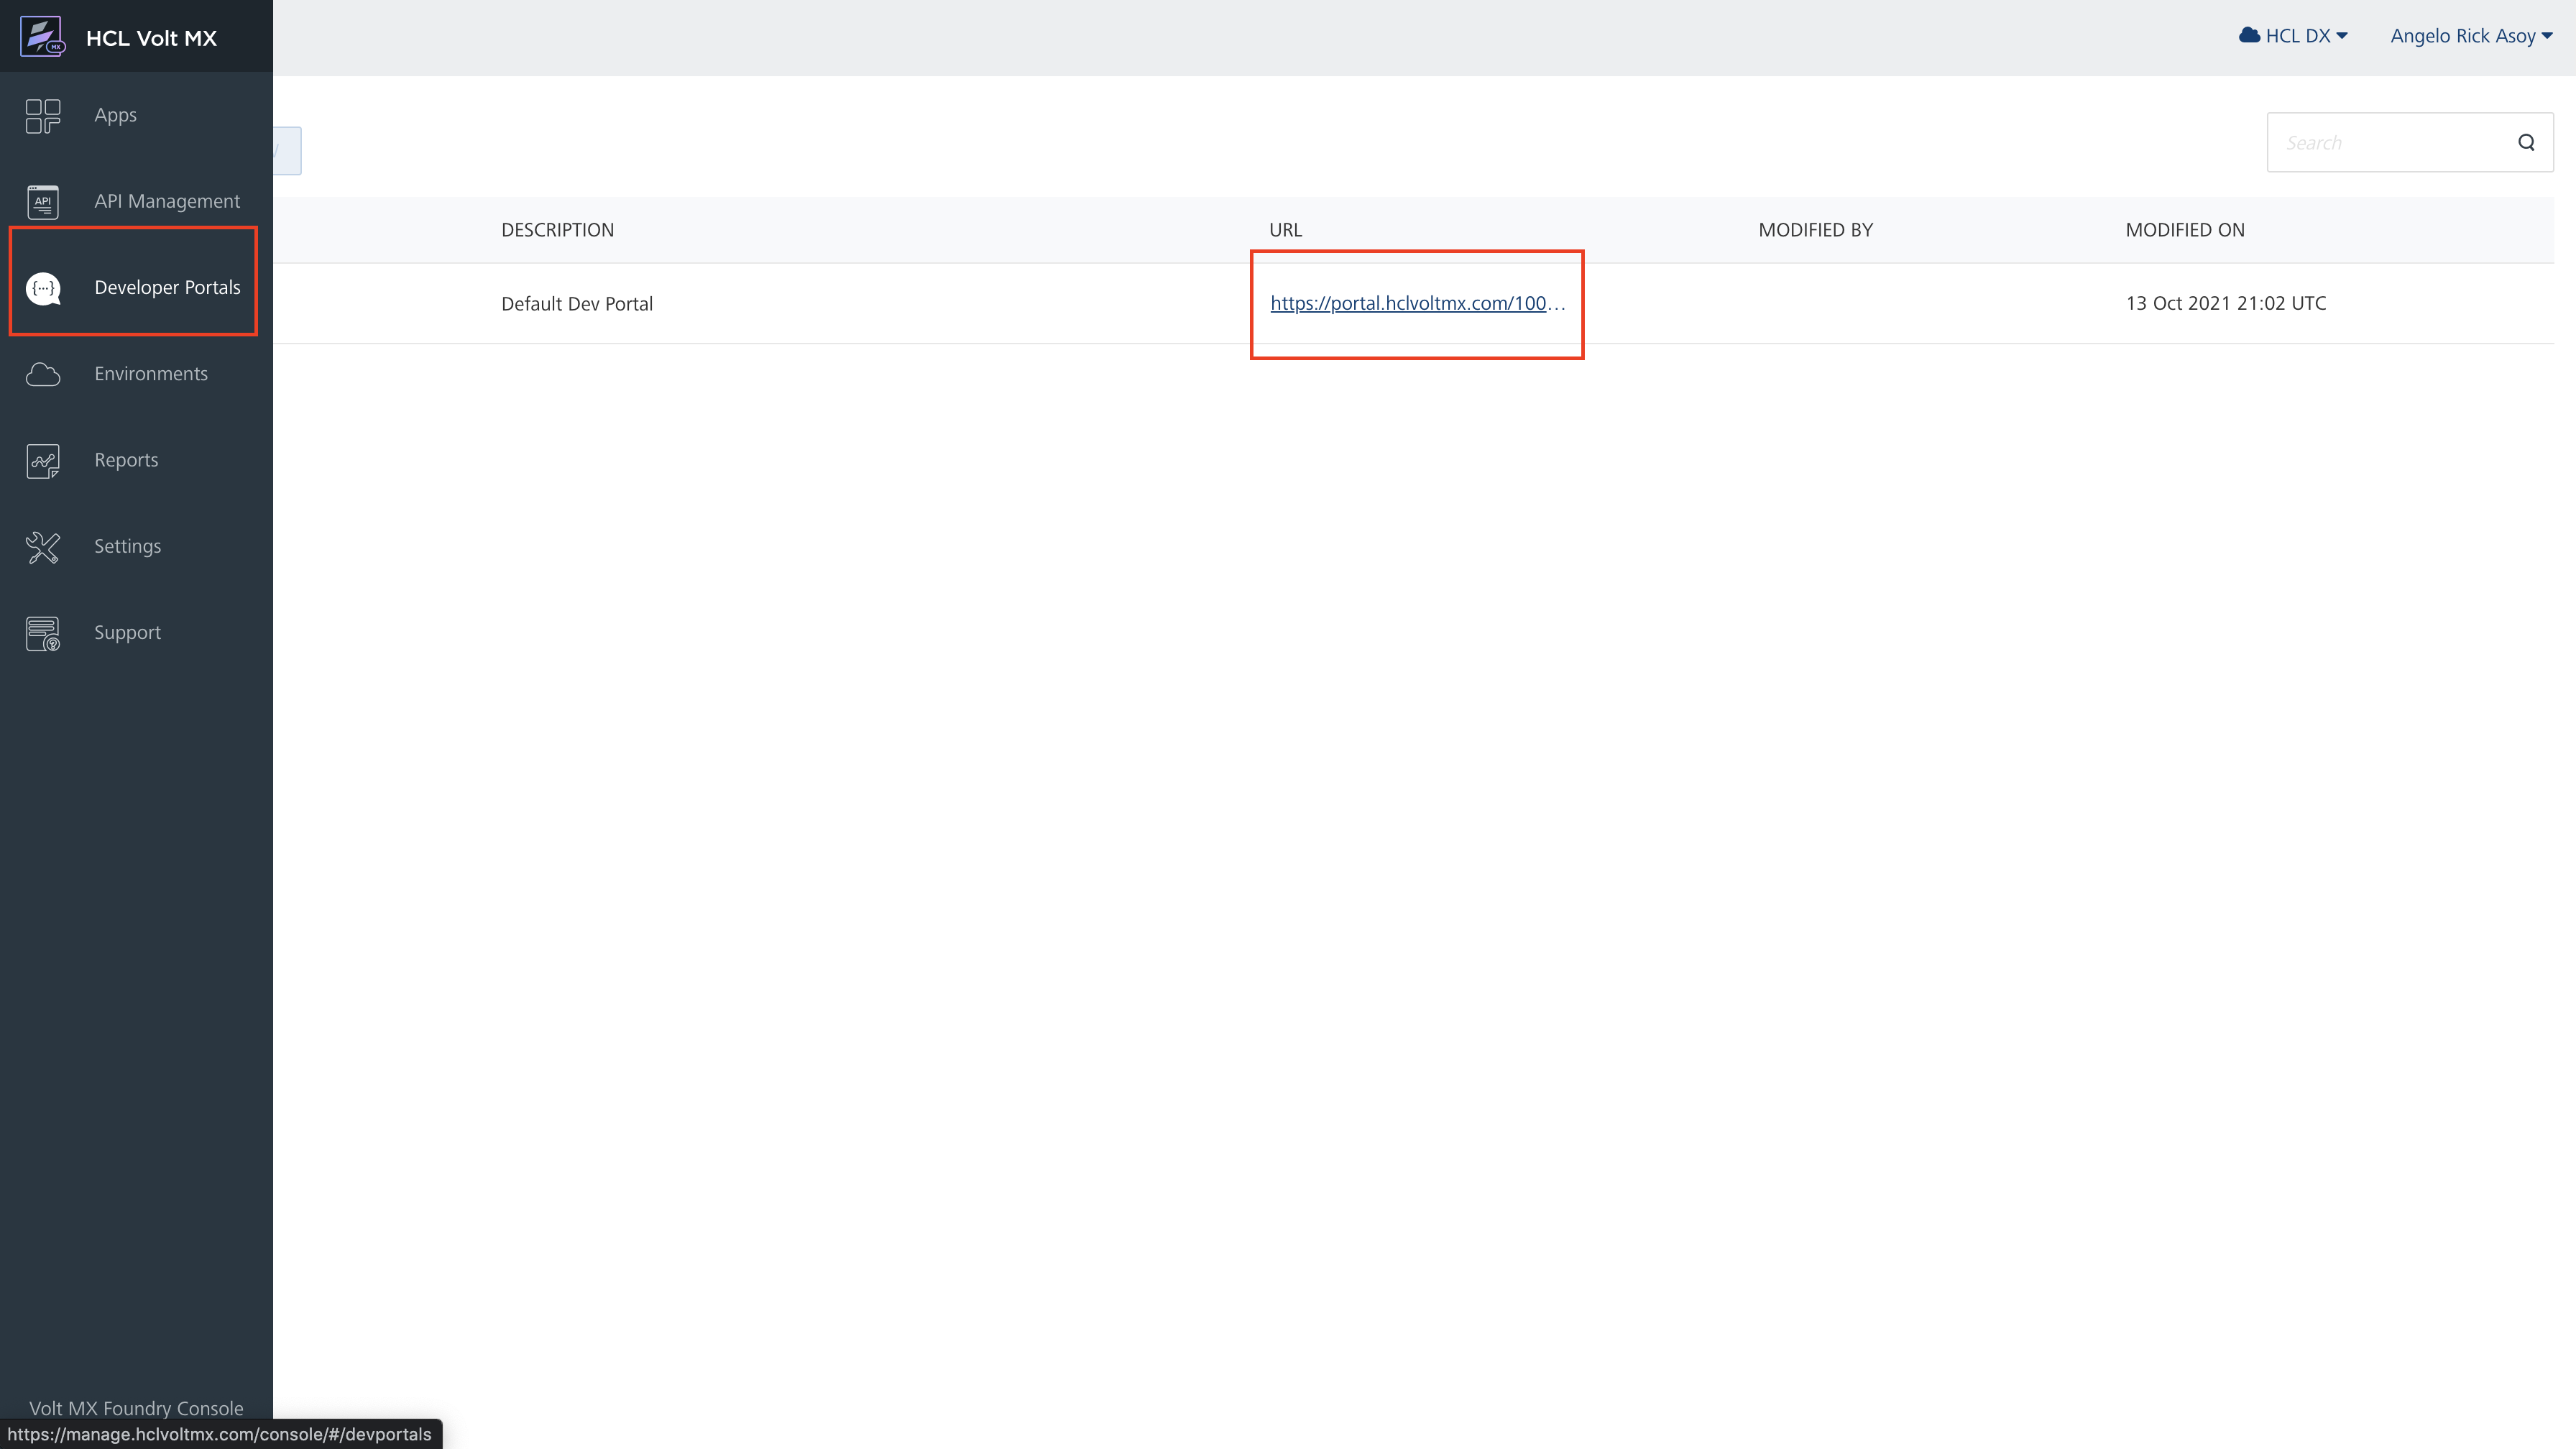 HCL Volt MX
HCL DX
Angelo Rick Asoy
Apps
Search
API
API Management
DESCRIPTION
URL
MODIFIED BY
MODIFIED ON
{···}
Developer Portals
Default Dev Portal
https://portal.hclvoltmx.com/100...
13 Oct 2021 21:02 UTC
Environments
Reports
Settings
Support
Volt MX Foundry Console
https://manage.hclvoltmx.com/console/#/devportals